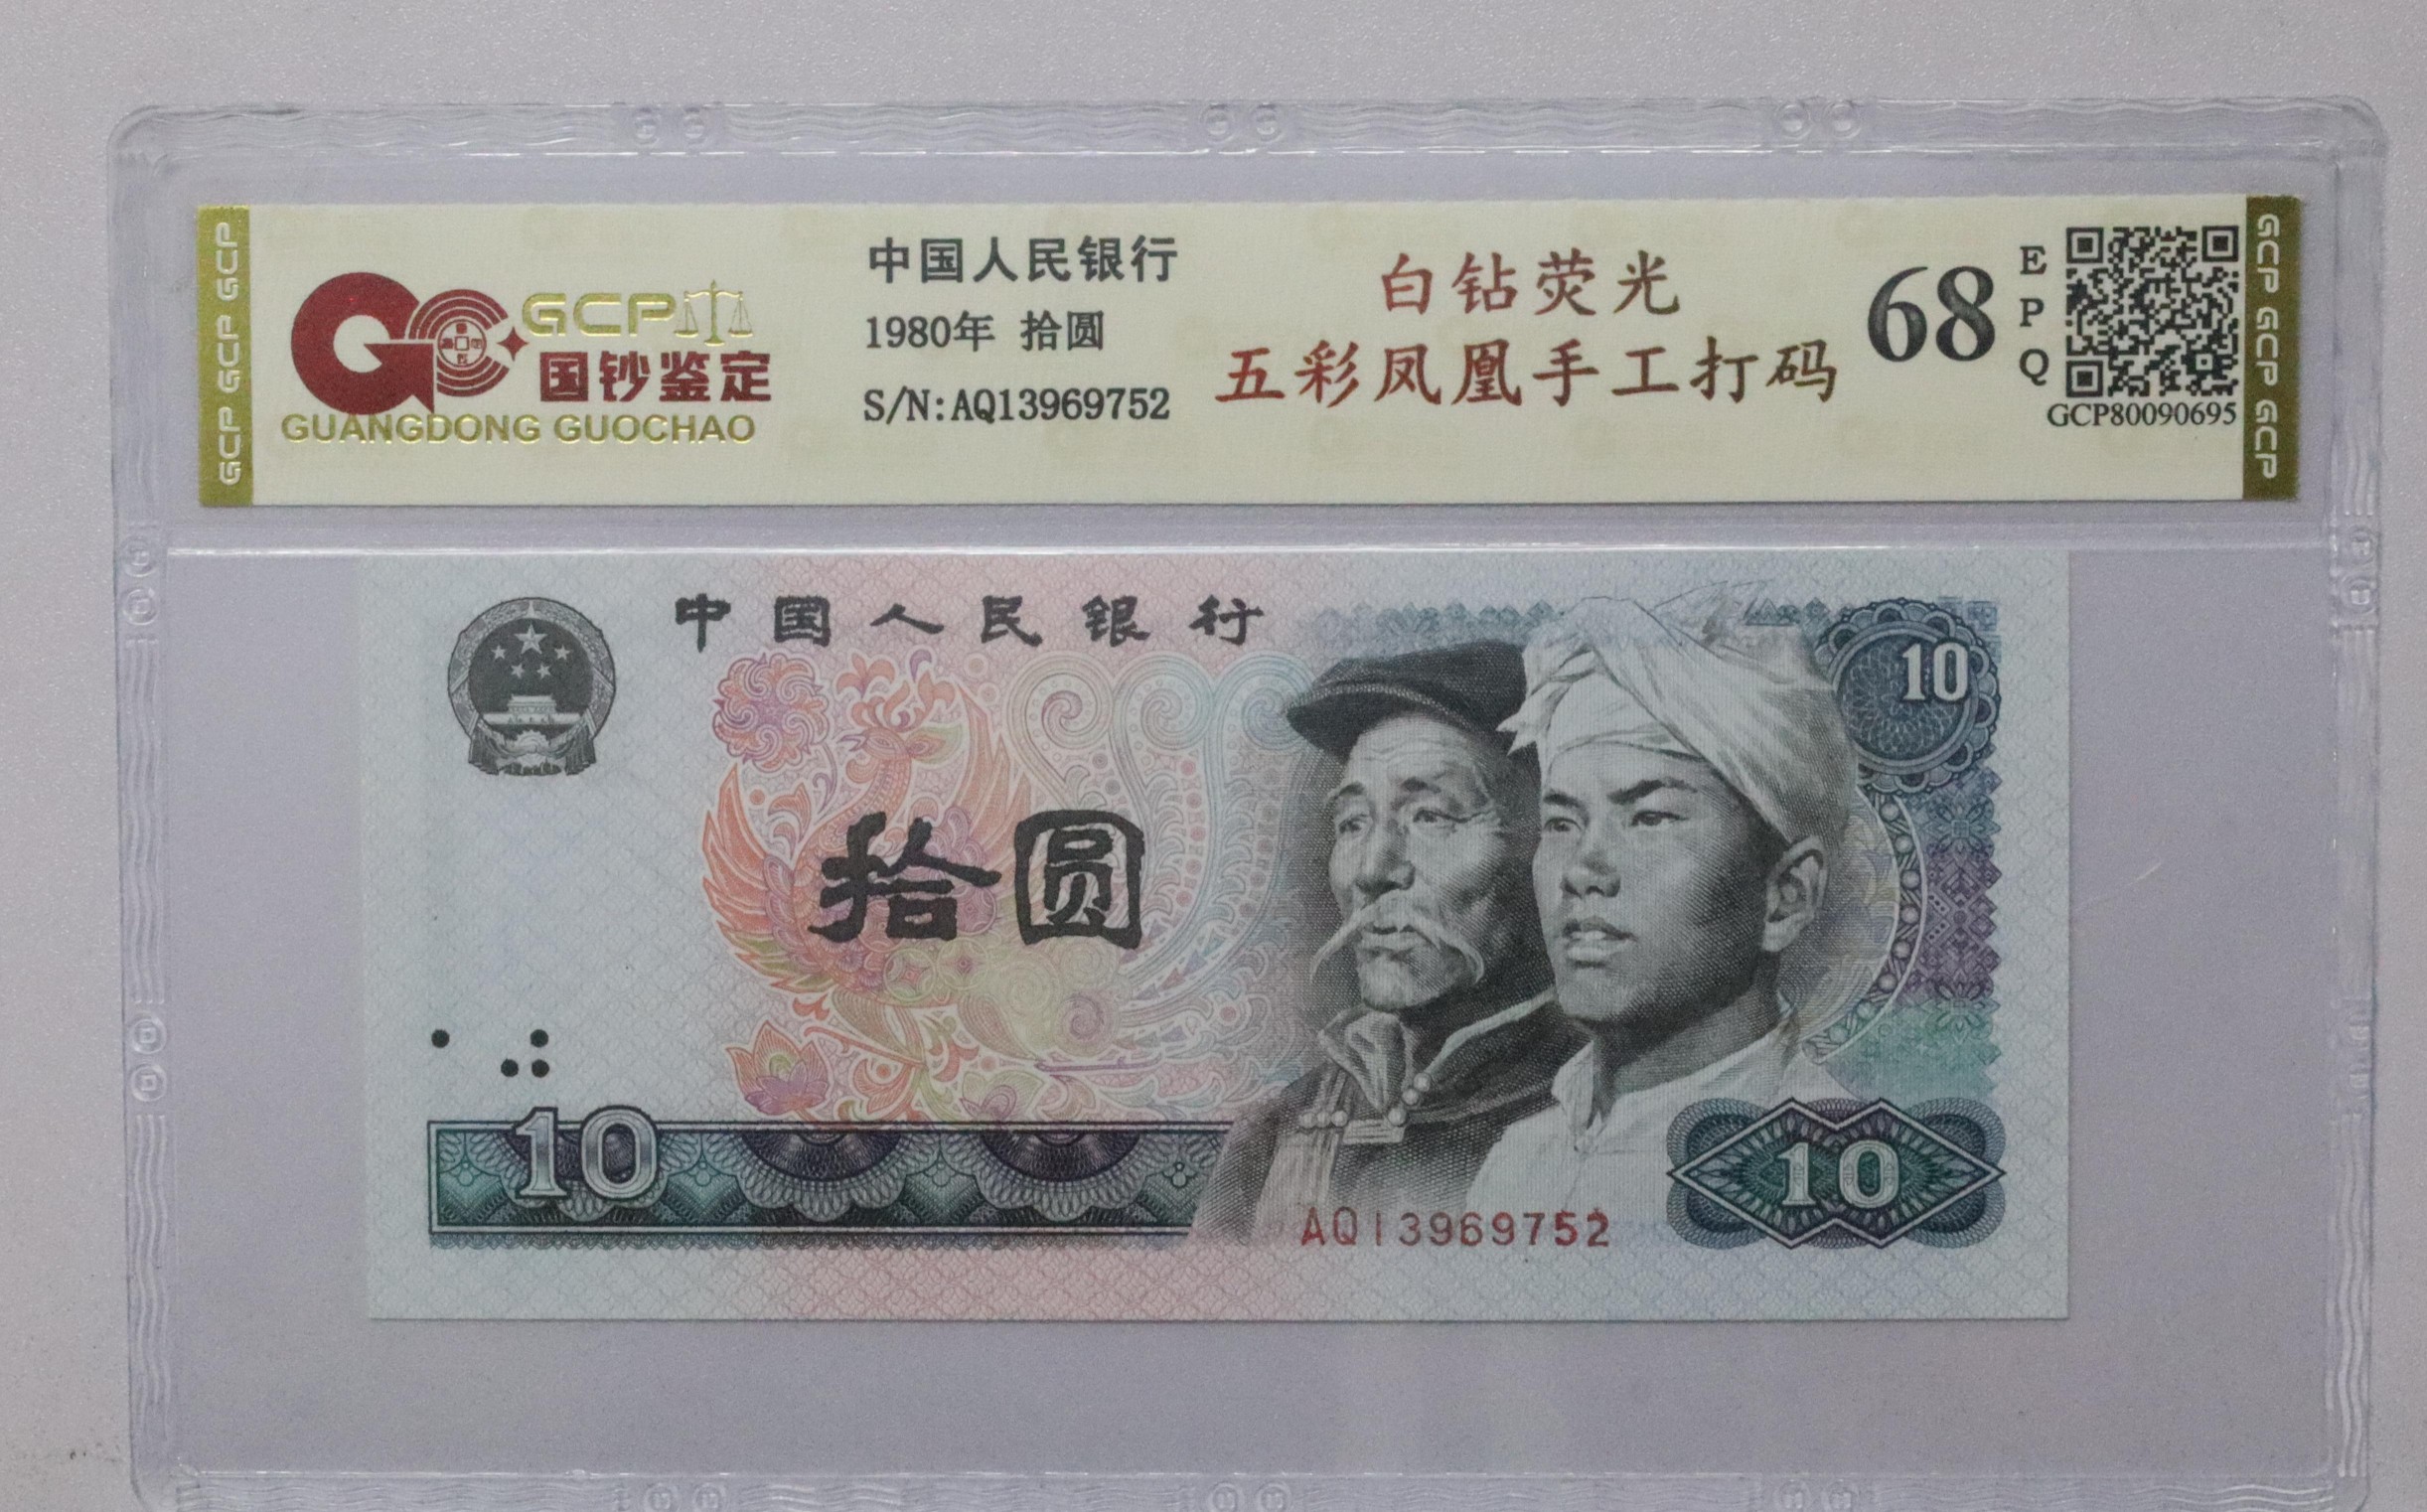 GCP GCP GCP
GCP
国钞鉴定
GUANGDONG GUOCHAO
中国人民银行
1980年 拾圆
S/N:AQ13969752
白钻荧光
五彩凤凰手工打码
68
EPQ
GCP80090695
GCP GCP GCP
中国人民银行
10
拾圆
10
AQ13969752
10